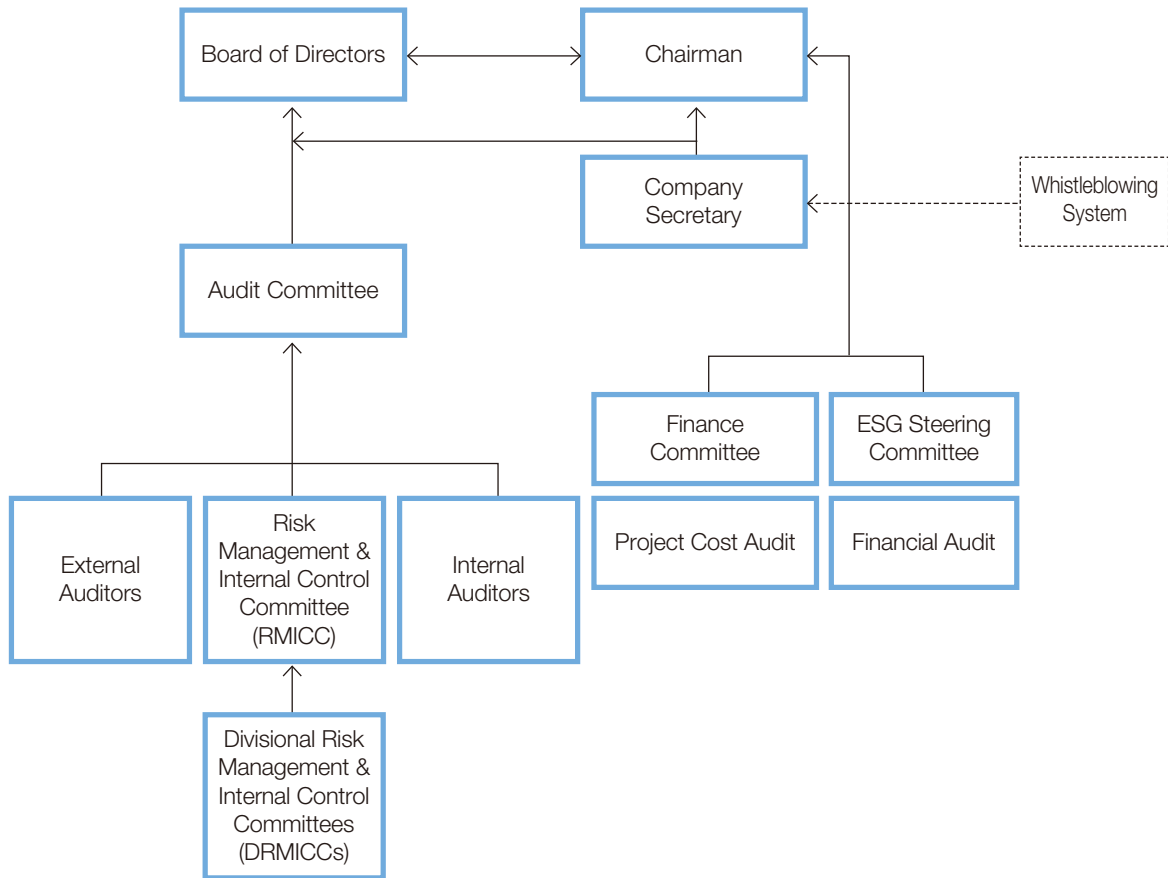 Board of Directors
Chairman
Company
Secretary
Whistleblowing
System
Audit Committee
Finance
Committee
ESG Steering
Committee
Project Cost Audit
Financial Audit
External
Auditors
Risk
Management &
Internal Control
Committee
(RMICC)
Internal
Auditors
Divisional Risk
Management &
Internal Control
Committees
(DRMICCs)